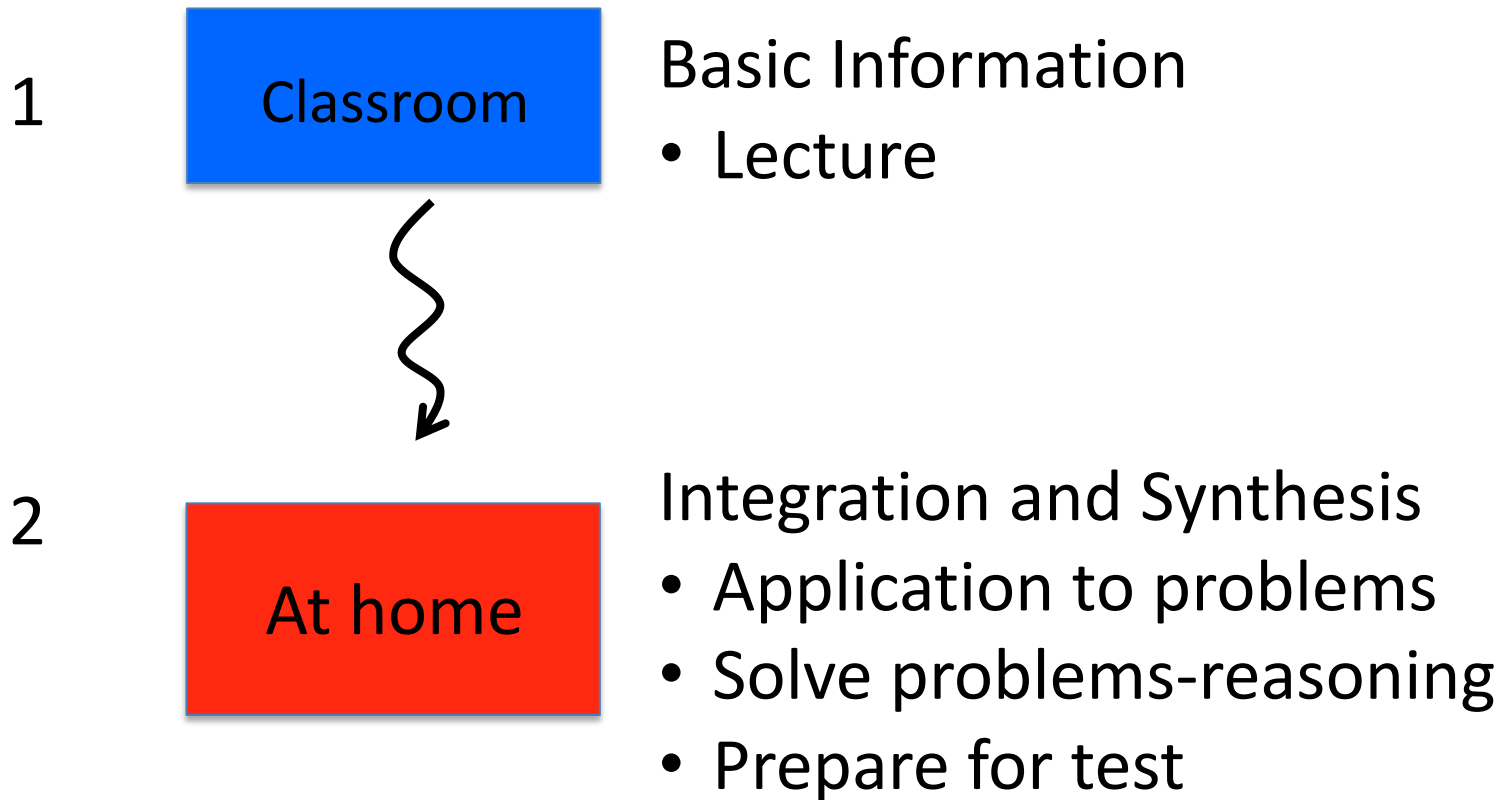 1
Classroom
Basic Information
• Lecture
2
At home
Integration and Synthesis
• Application to problems
• Solve problems-reasoning
• Prepare for test